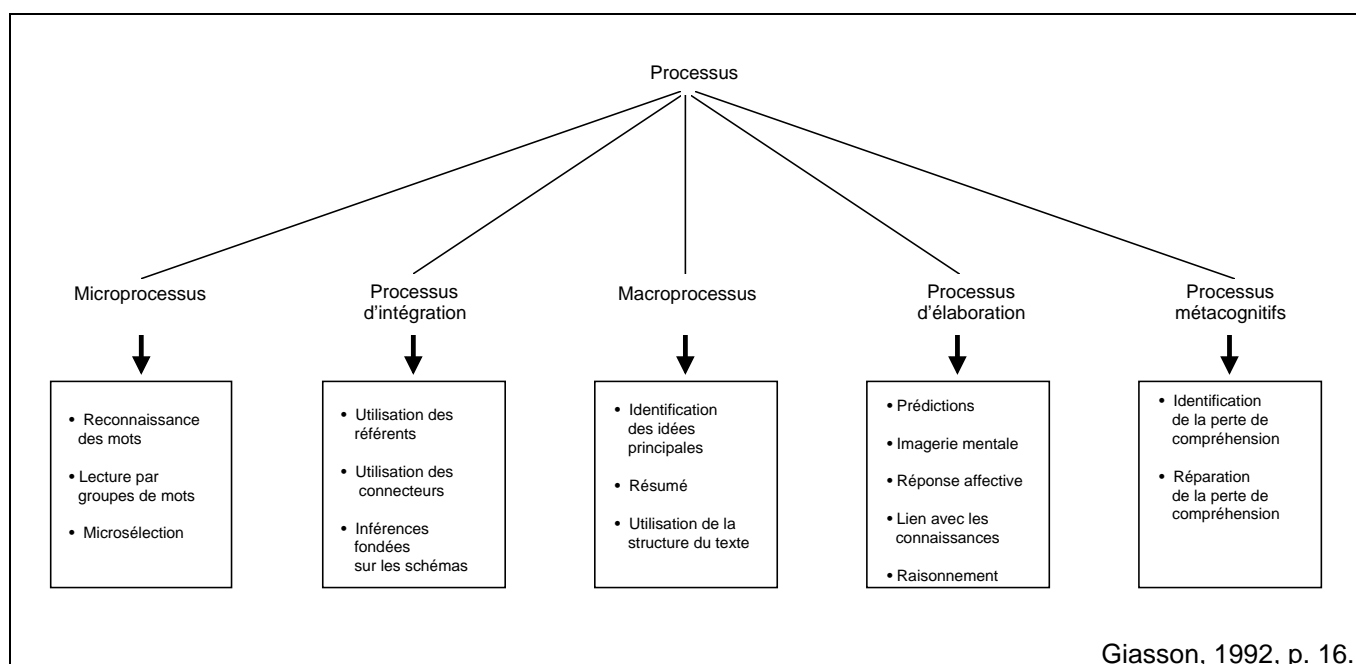 Processus
Microprocessus
Processus
d'intégration
Macroprocessus
Processus
d'élaboration
Processus
métacognitifs
• Reconnaissance
des mots
• Lecture par
groupes de mots
• Microsélection
• Utilisation des
référents
• Utilisation des
connecteurs
• Inférences
fondées
sur les schémas
• Identification
des idées
principales
• Résumé
• Utilisation de la
structure du texte
• Prédictions
• Imagerie mentale
• Réponse affective
• Lien avec les
connaissances
• Raisonnement
• Identification
de la perte de
compréhension
• Réparation
de la perte de
compréhension
Giasson, 1992, p. 16.